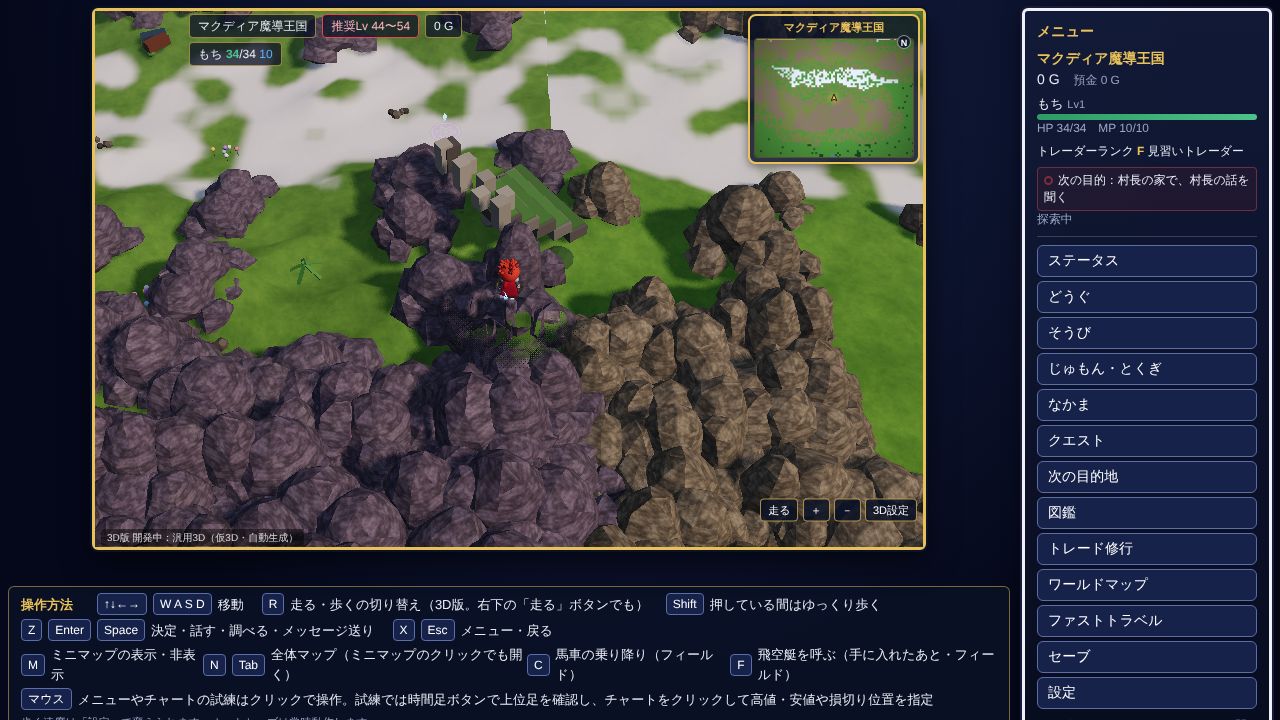 マクディア魔導王国 推奨Lv 44〜54 0 G
もち 34/34 10
マクディア魔導王国
N
走る + − 3D設定
3D版 開発中：汎用3D（仮3D・自動生成）
メニュー
マクディア魔導王国
0 G 預金 0 G
もち Lv1
HP 34/34 MP 10/10
トレーダーランク F 見習いトレーダー
次の目的：村長の家で、村長の話を
聞く
探索中
ステータス
どうぐ
そうび
じゅもん・とくぎ
なかま
クエスト
次の目的地
図鑑
トレード修行
ワールドマップ
ファストトラベル
セーブ
設定
操作方法 ↑↓←→ W A S D 移動 R 走る・歩くの切り替え（3D版。右下の「走る」ボタンでも） Shift 押している間はゆっくり歩く
Z Enter Space 決定・話す・調べる・メッセージ送り X Esc メニュー・戻る
M ミニマップの表示・非表示 N Tab 全体マップ（ミニマップのクリックでも開く） C 馬車の乗り降り（フィールド） F 飛空艇を呼ぶ（手に入れたあと・フィールド）
マウス メニューやチャートの試練はクリックで操作。試練では時間足ボタンで上位足を確認し、チャートをクリックして高値・安値や損切り位置を指定